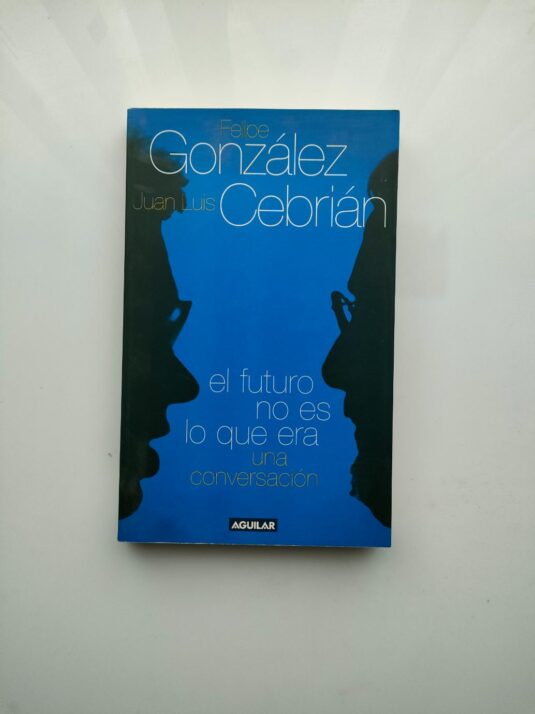 Felipe
González
Juan Luis Cebrián
el futuro
no es
lo que era
una
conversación
AGUILAR